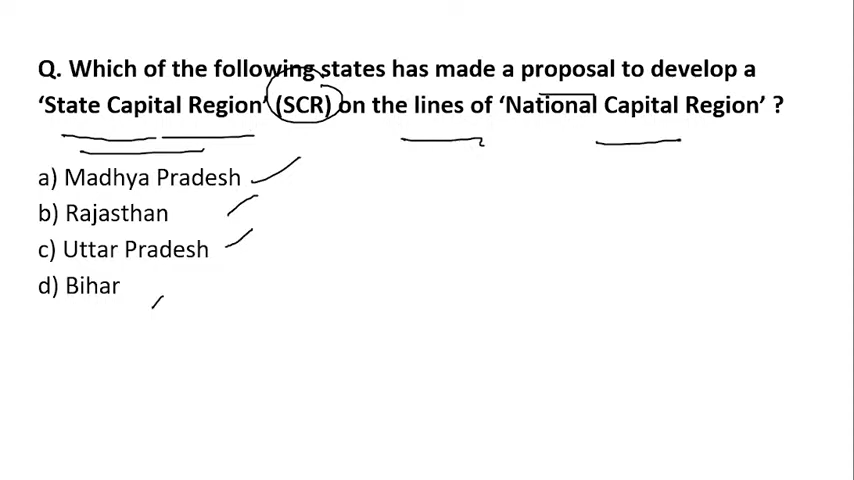 Q. Which of the following states has made a proposal to develop a
‘State Capital Region’ (SCR) on the lines of ‘National Capital Region’ ?
a) Madhya Pradesh
b) Rajasthan
c) Uttar Pradesh
d) Bihar